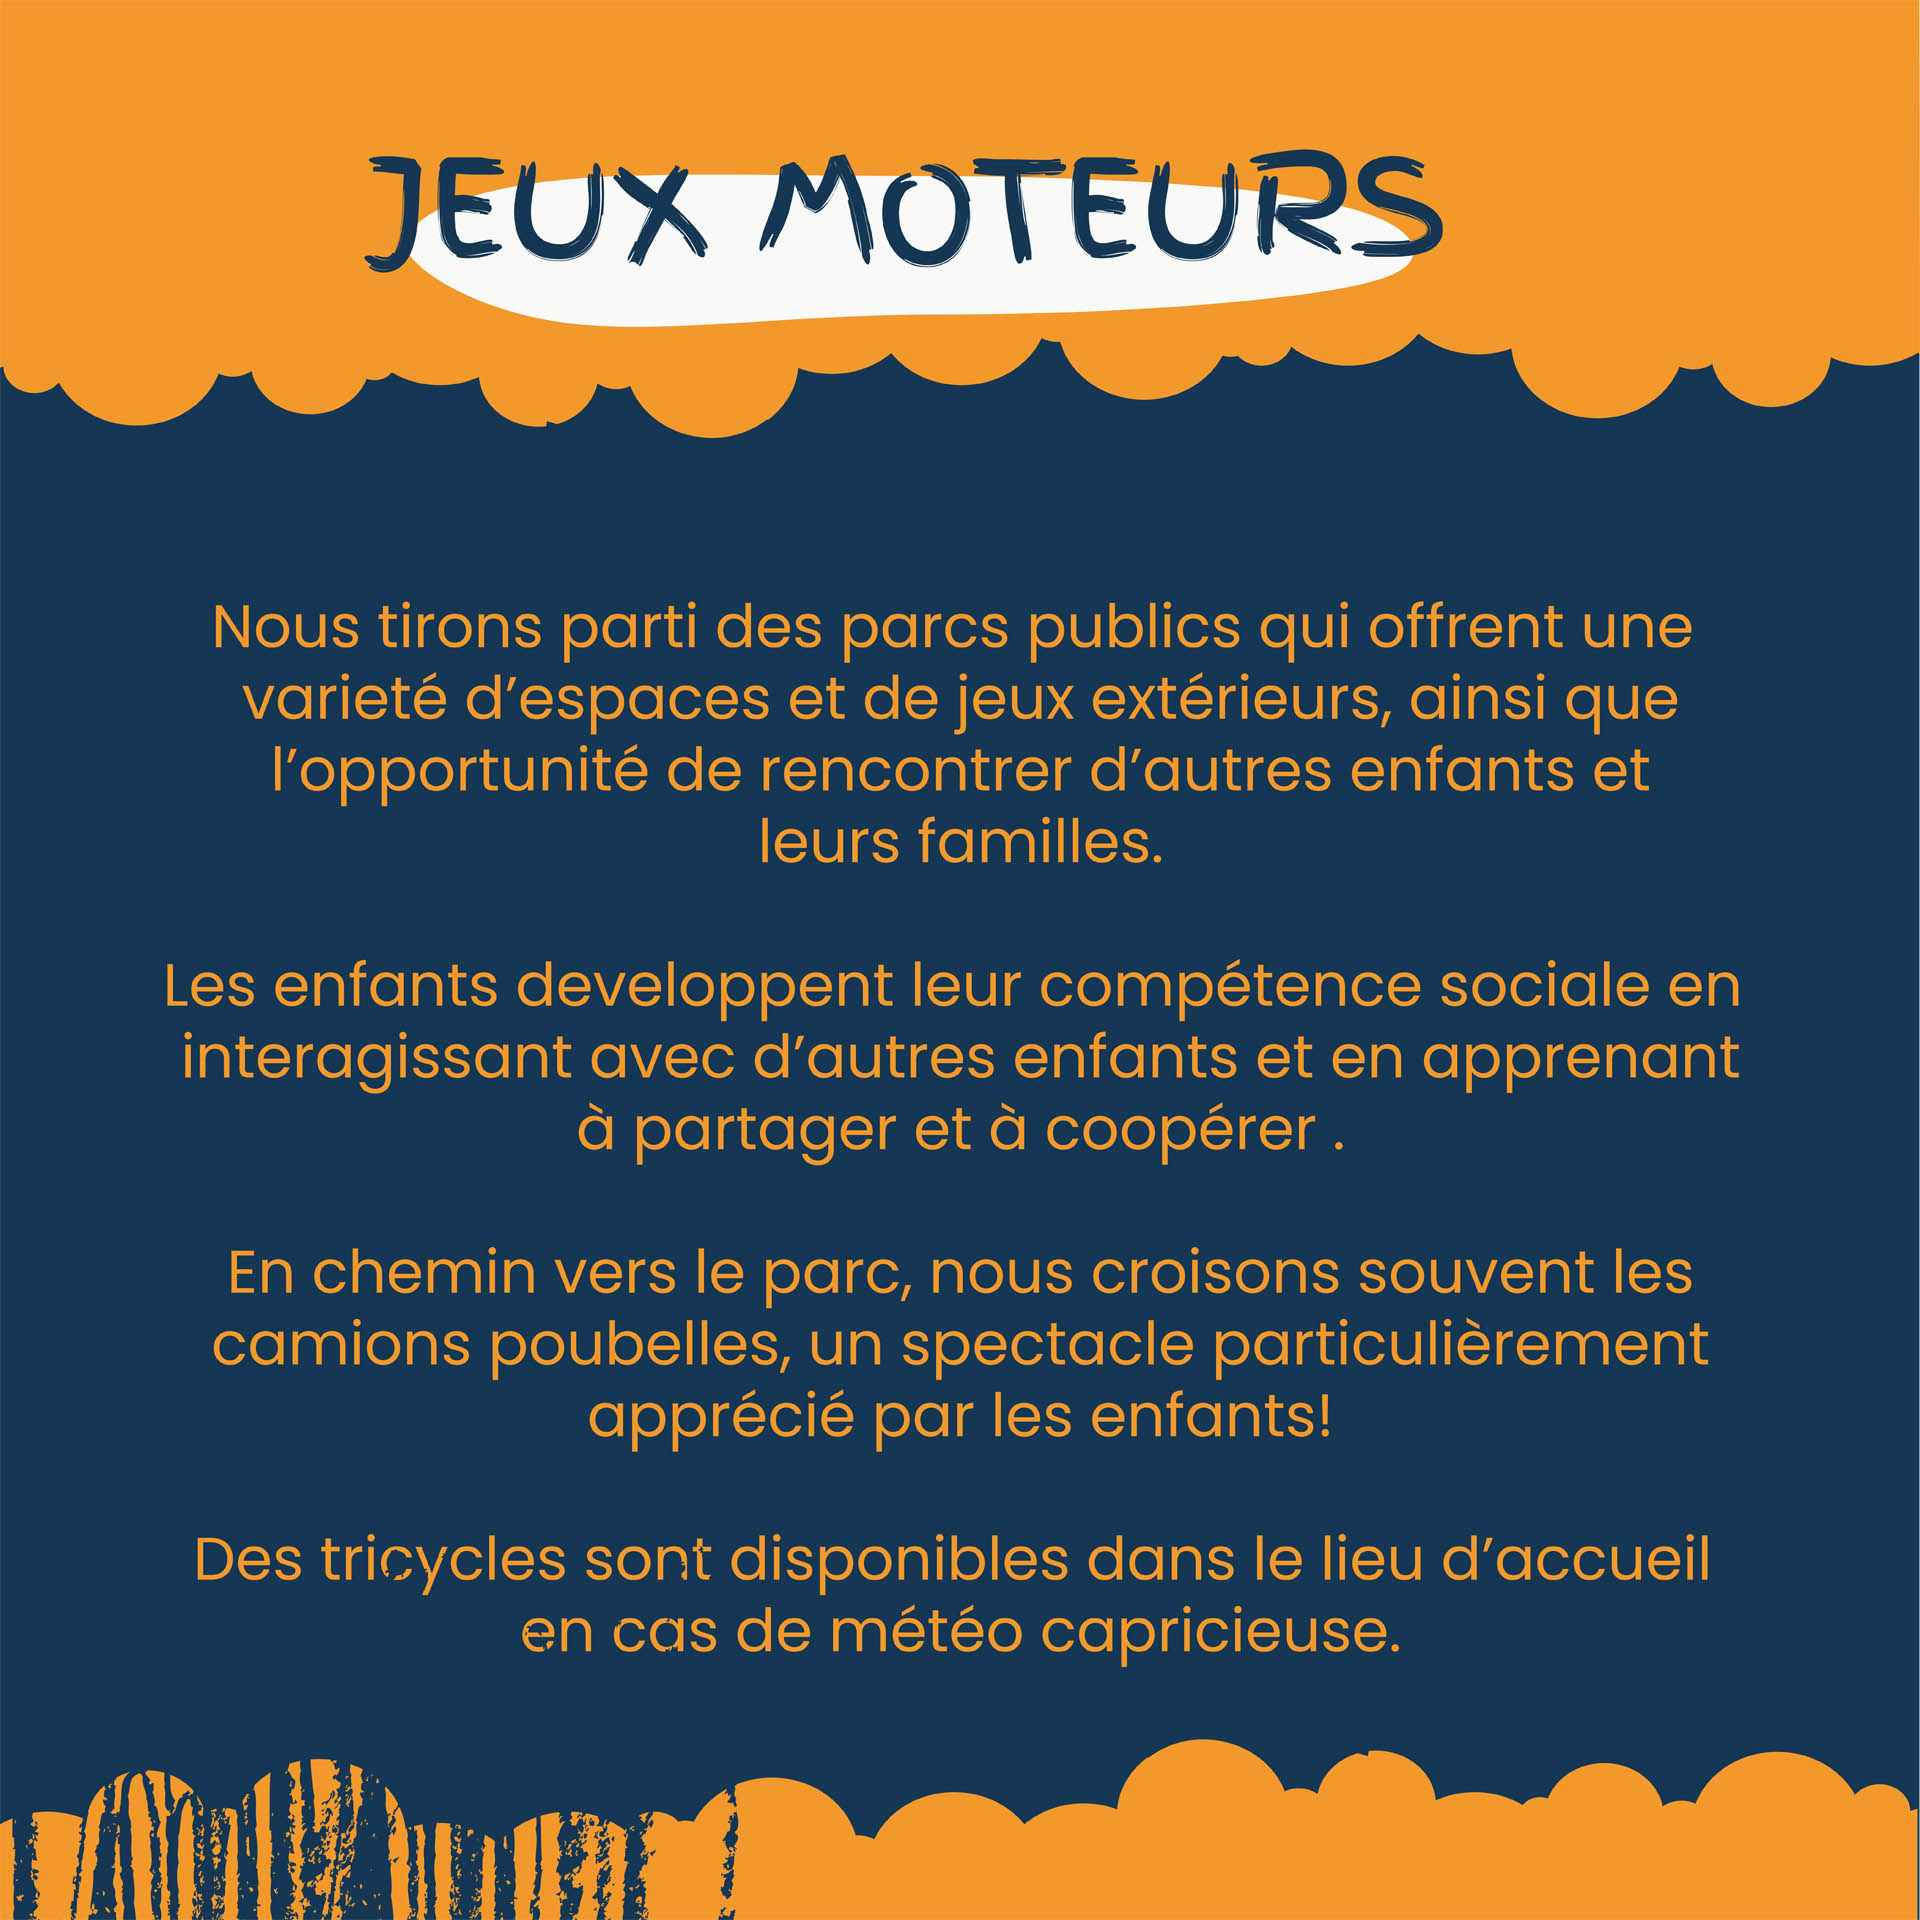 JEUX MOTEURS
Nous tirons parti des parcs publics qui offrent une
varieté d’espaces et de jeux extérieurs, ainsi que
l’opportunité de rencontrer d’autres enfants et
leurs familles.
Les enfants developpent leur compétence sociale en
interagissant avec d’autres enfants et en apprenant
à partager et à coopérer .
En chemin vers le parc, nous croisons souvent les
camions poubelles, un spectacle particulièrement
apprécié par les enfants!
Des tricycles sont disponibles dans le lieu d’accueil
en cas de météo capricieuse.